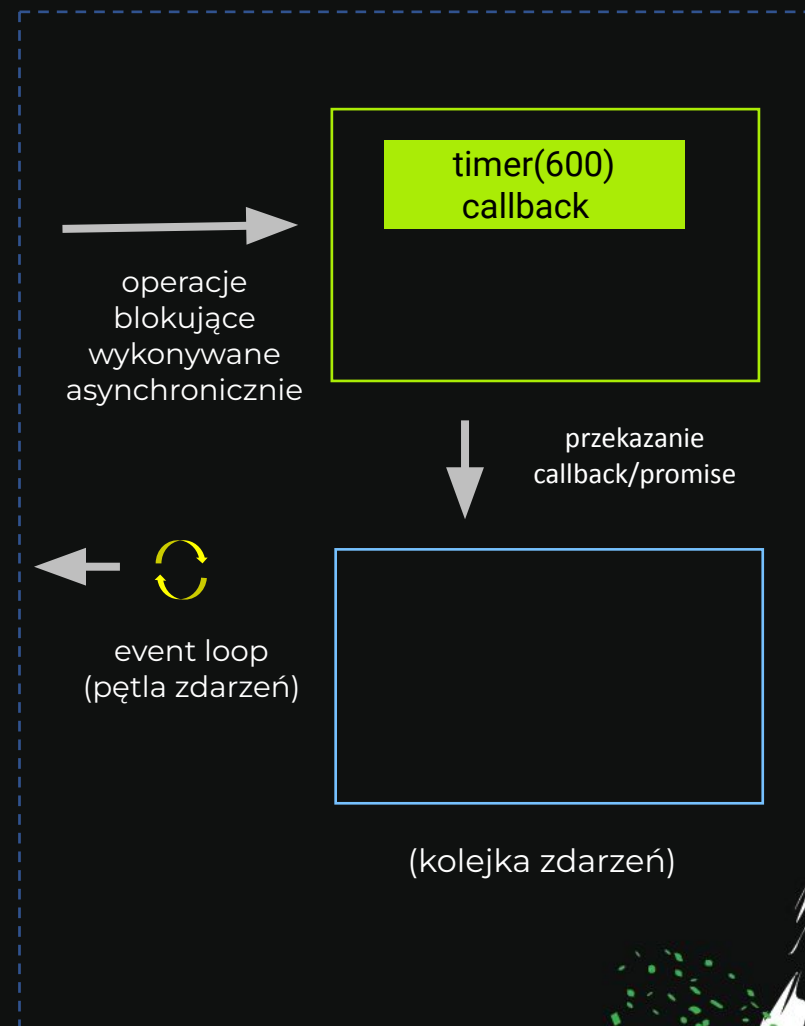 timer(600)
callback
operacje
blokujące
wykonywane
asynchronicznie
przekazanie
callback/promise
event loop
(pętla zdarzeń)
(kolejka zdarzeń)